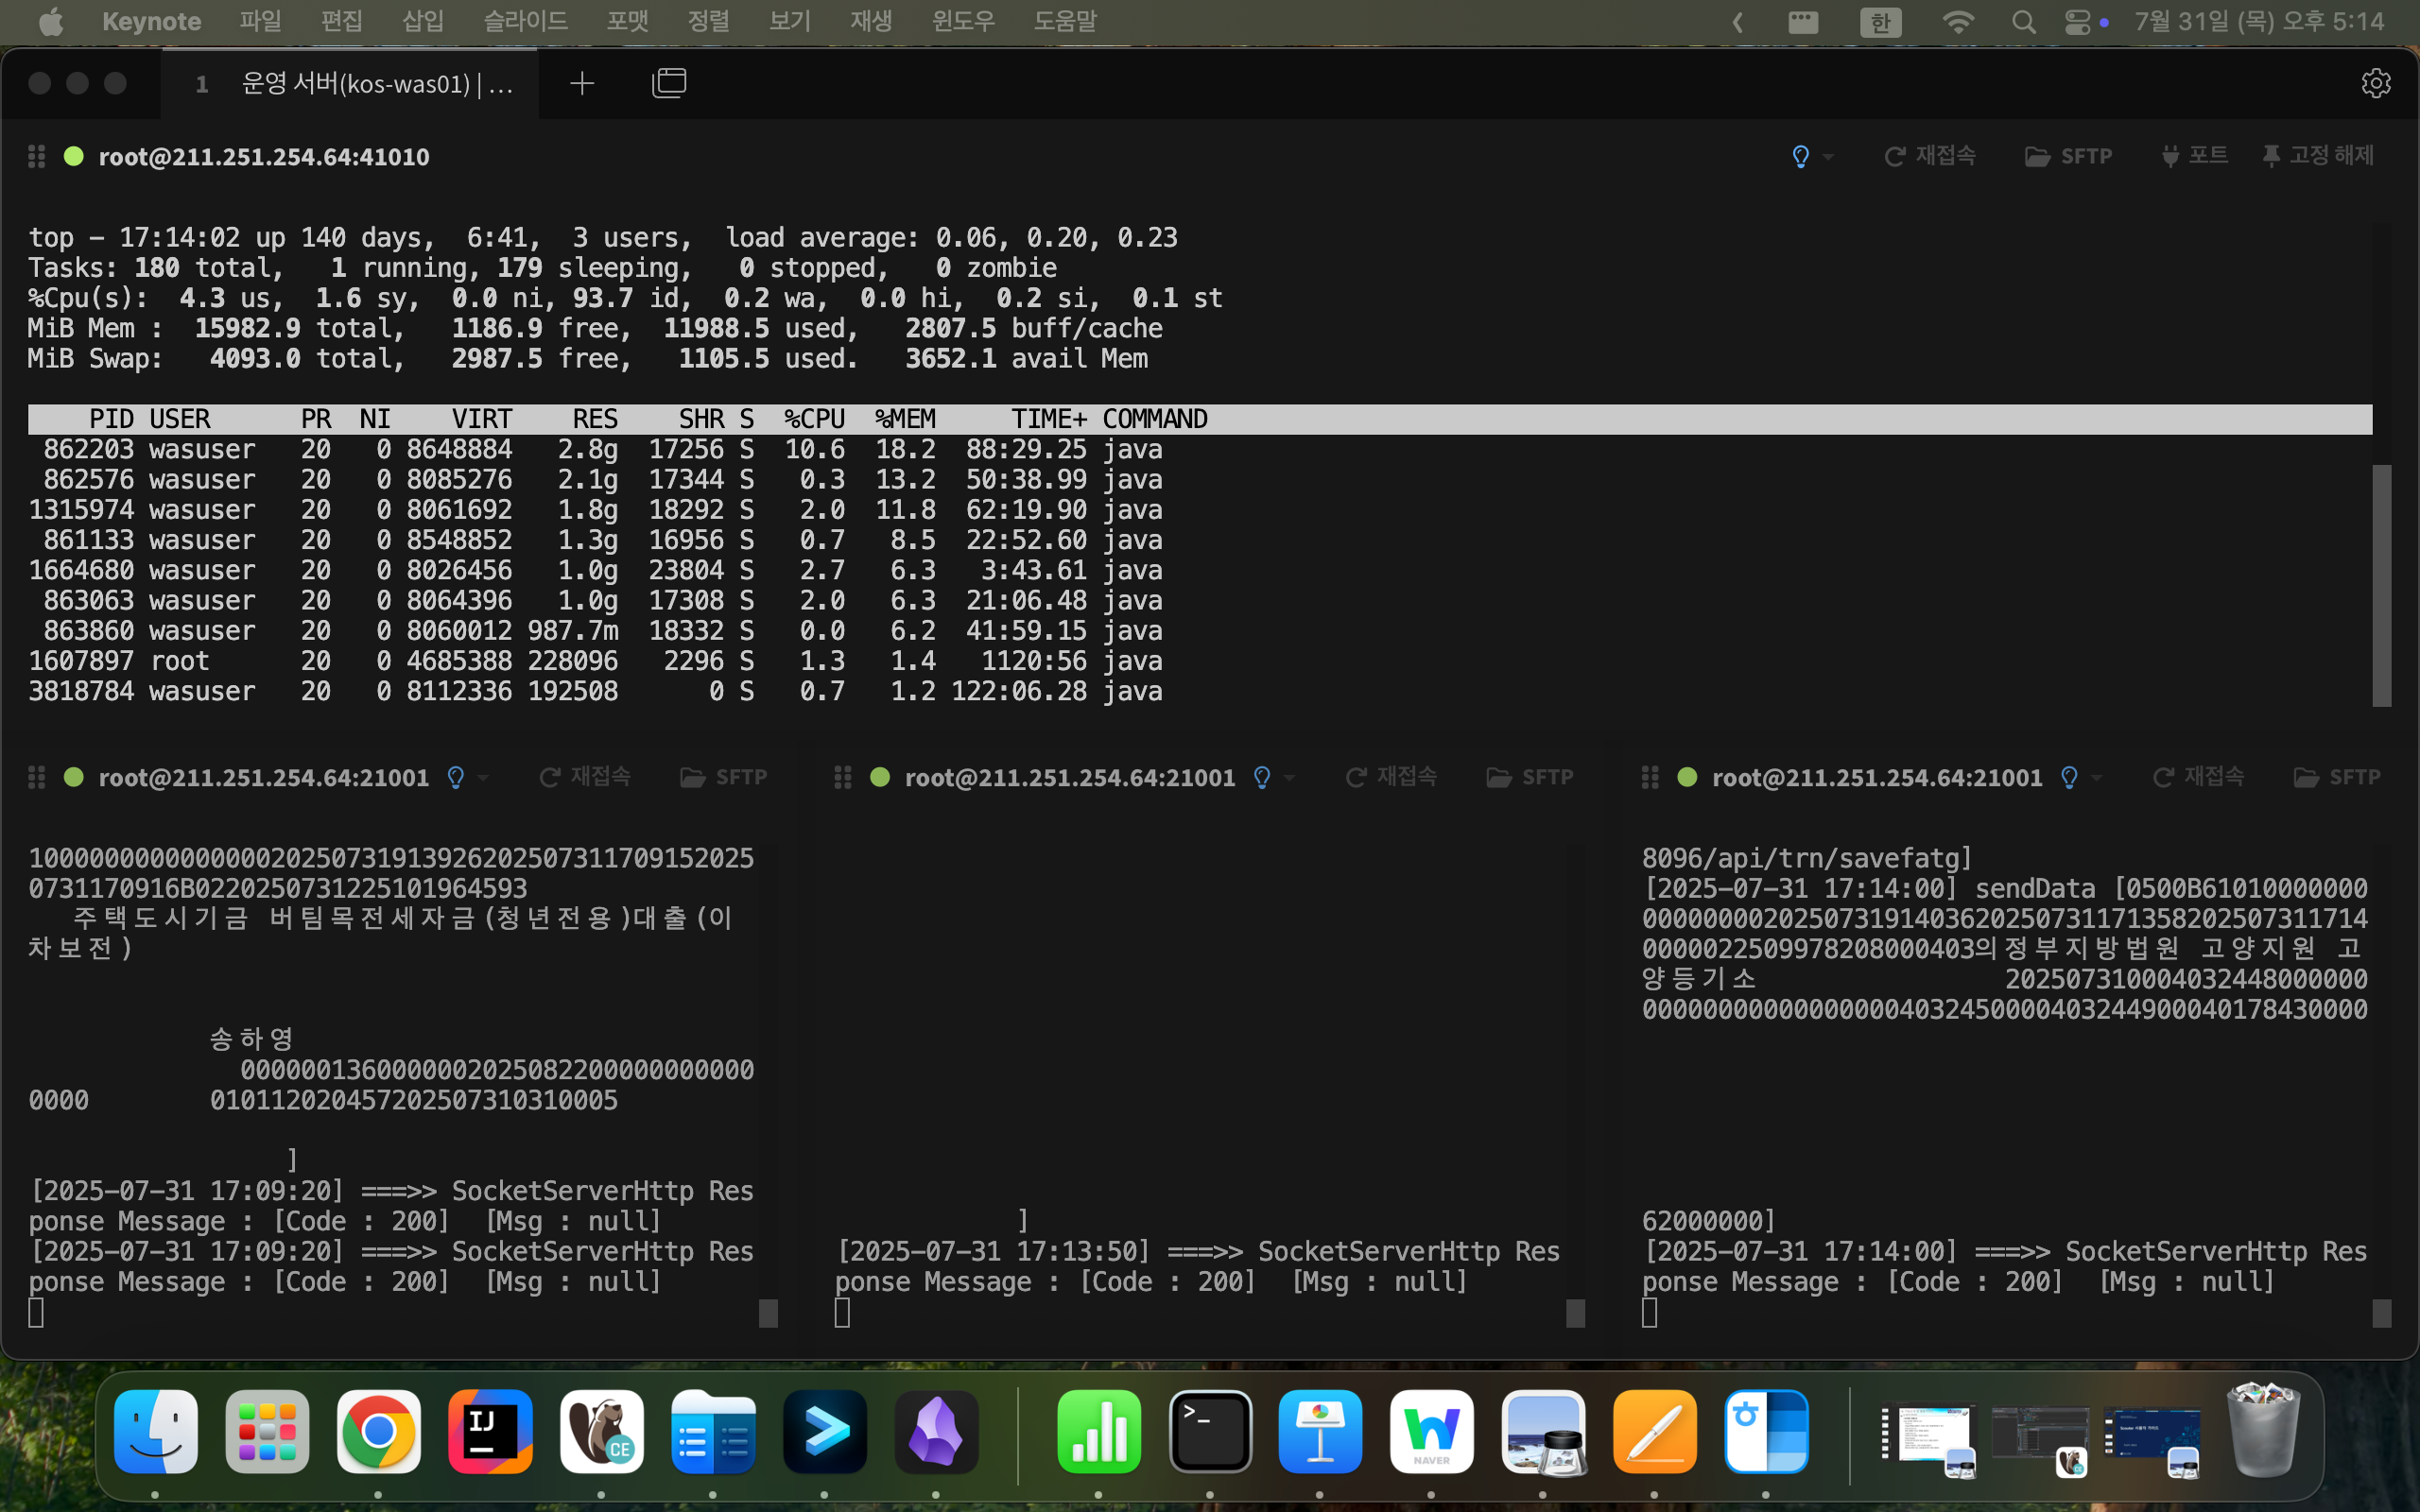 Keynote 파일 편집 삽입 슬라이드 포맷 정렬 보기 재생 윈도우 도움말 한 7월 31일 (목) 오후 5:14
1 운영 서버(kos-was01) | ...
root@211.251.254.64:41010 재접속 SFTP 포트 고정 해제
top - 17:14:02 up 140 days,  6:41,  3 users,  load average: 0.06, 0.20, 0.23
Tasks: 180 total,   1 running, 179 sleeping,   0 stopped,   0 zombie
%Cpu(s):  4.3 us,  1.6 sy,  0.0 ni, 93.7 id,  0.2 wa,  0.0 hi,  0.2 si,  0.1 st
MiB Mem :  15982.9 total,   1186.9 free,  11988.5 used,   2807.5 buff/cache
MiB Swap:   4093.0 total,   2987.5 free,   1105.5 used.   3652.1 avail Mem
PID USER PR NI VIRT RES SHR S %CPU %MEM TIME+ COMMAND
862203 wasuser 20 0 8648884 2.8g 17256 S 10.6 18.2 88:29.25 java
862576 wasuser 20 0 8085276 2.1g 17344 S 0.3 13.2 50:38.99 java
1315974 wasuser 20 0 8061692 1.8g 18292 S 2.0 11.8 62:19.90 java
861133 wasuser 20 0 8548852 1.3g 16956 S 0.7 8.5 22:52.60 java
1664680 wasuser 20 0 8026456 1.0g 23804 S 2.7 6.3 3:43.61 java
863063 wasuser 20 0 8064396 1.0g 17308 S 2.0 6.3 21:06.48 java
863860 wasuser 20 0 8060012 987.7m 18332 S 0.0 6.2 41:59.15 java
1607897 root 20 0 4685388 228096 2296 S 1.3 1.4 1120:56 java
3818784 wasuser 20 0 8112336 192508 0 S 0.7 1.2 122:06.28 java
root@211.251.254.64:21001 재접속 SFTP
100000000000000020250731913926202507311709152025
0731170916B0220250731225101964593
주택도시기금 버팀목전세자금(청년전용)대출(이
차보전)
송하영
0000001360000002025082200000000000
0000 010112020457202507310310005
]
[2025-07-31 17:09:20] ===>> SocketServerHttp Res
ponse Message : [Code : 200]  [Msg : null]
[2025-07-31 17:09:20] ===>> SocketServerHttp Res
ponse Message : [Code : 200]  [Msg : null]
root@211.251.254.64:21001 재접속 SFTP
]
[2025-07-31 17:13:50] ===>> SocketServerHttp Res
ponse Message : [Code : 200]  [Msg : null]
root@211.251.254.64:21001 재접속 SFTP
8096/api/trn/savefatg]
[2025-07-31 17:14:00] sendData [0500B61010000000
000000002025073191403620250731171358202507311714
00000225099782080004​03의정부지방법원 고양지원 고
양등기소 202507310004032448000000
000000000000000004032450000403244900040178430000
62000000]
[2025-07-31 17:14:00] ===>> SocketServerHttp Res
ponse Message : [Code : 200]  [Msg : null]
IJ
CE
>_
NAVER